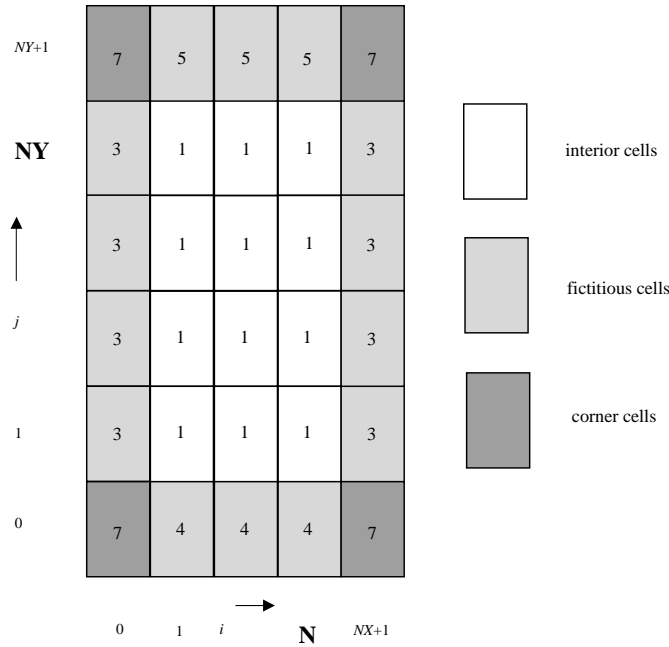 NY+1
7 5 5 5 7
NY
3 1 1 1 3
interior cells
3 1 1 1 3
fictitious cells
j
3 1 1 1 3
corner cells
1
3 1 1 1 3
0
7 4 4 4 7
0 1 i N NX+1